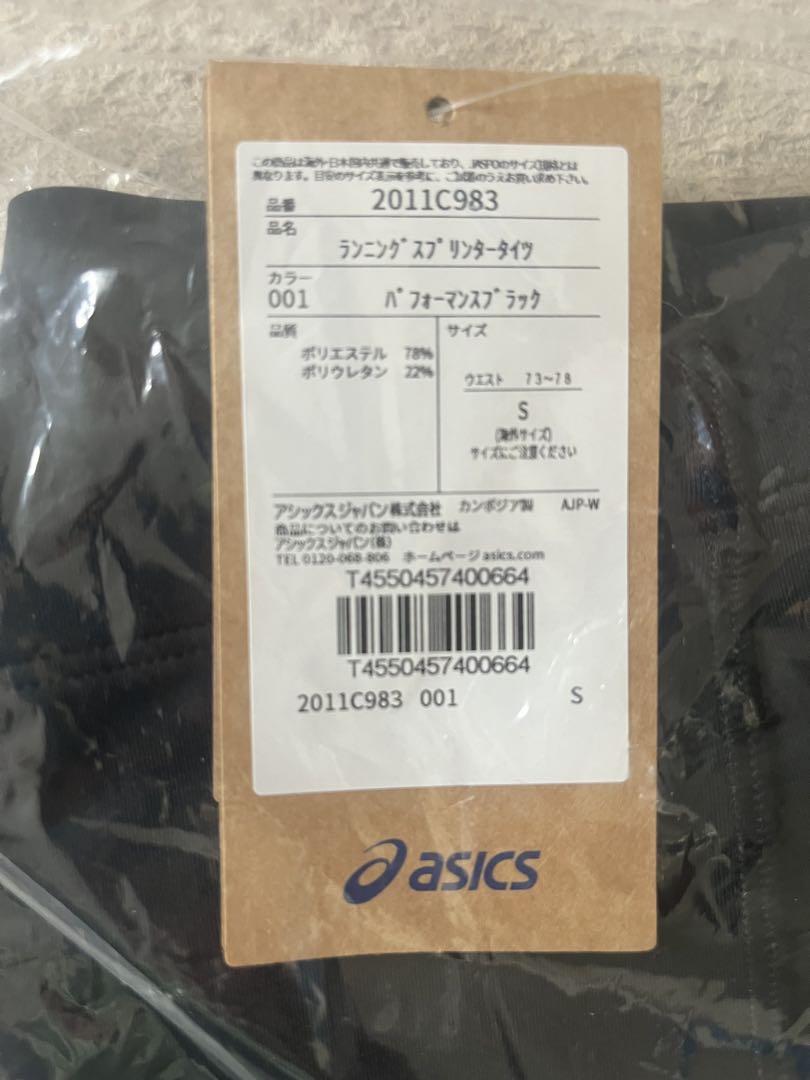 この商品は海外・日本国内共通で販売しており、JASPOのサイズ規格とは
異なります。目安のサイズ表示を参考に、ご試着のうえお買い求め下さい。
品番 2011C983
品名
ﾗﾝﾆﾝｸﾞｽﾌﾟﾘﾝﾀｰﾀｲﾂ
カラー
001 ﾊﾟﾌｫｰﾏﾝｽﾌﾞﾗｯｸ
品質
ポリエステル 78%
ポリウレタン 22%
サイズ
ｳｴｽﾄ 73~78
S
(海外サイズ)
サイズにご注意ください
アシックスジャパン株式会社 カンボジア製 AJP-W
商品についてのお問い合わせは
アシックスジャパン(株)
TEL 0120-068-806 ホームページ asics.com
T4550457400664
T4550457400664
2011C983 001 S
asics